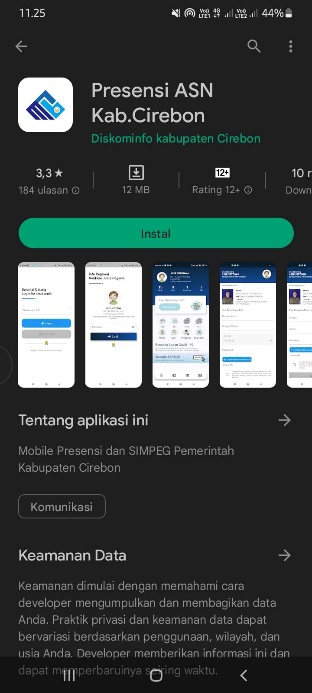 11.25
44%
Presensi ASN
Kab.Cirebon
Diskominfo kabupaten Cirebon
3,3 ★
184 ulasan
12 MB
12+
Rating 12+
10 r
Down
Instal
Tentang aplikasi ini
Mobile Presensi dan SIMPEG Pemerintah
Kabupaten Cirebon
Komunikasi
Keamanan Data
Keamanan dimulai dengan memahami cara
developer mengumpulkan dan membagikan data
Anda. Praktik privasi dan keamanan data dapat
bervariasi berdasarkan penggunaan, wilayah, dan
usia Anda. Developer memberikan informasi ini dan
dapat memperbaruinya seiring waktu.